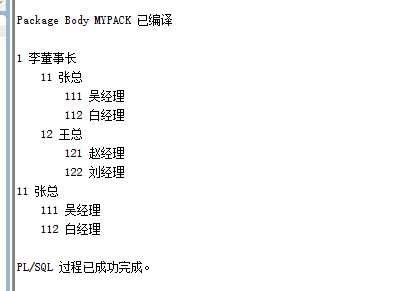 Package Body MYPACK 已编译
1 李董事长
11 张总
111 吴经理
112 白经理
12 王总
121 赵经理
122 刘经理
11 张总
111 吴经理
112 白经理
PL/SQL 过程已成功完成。